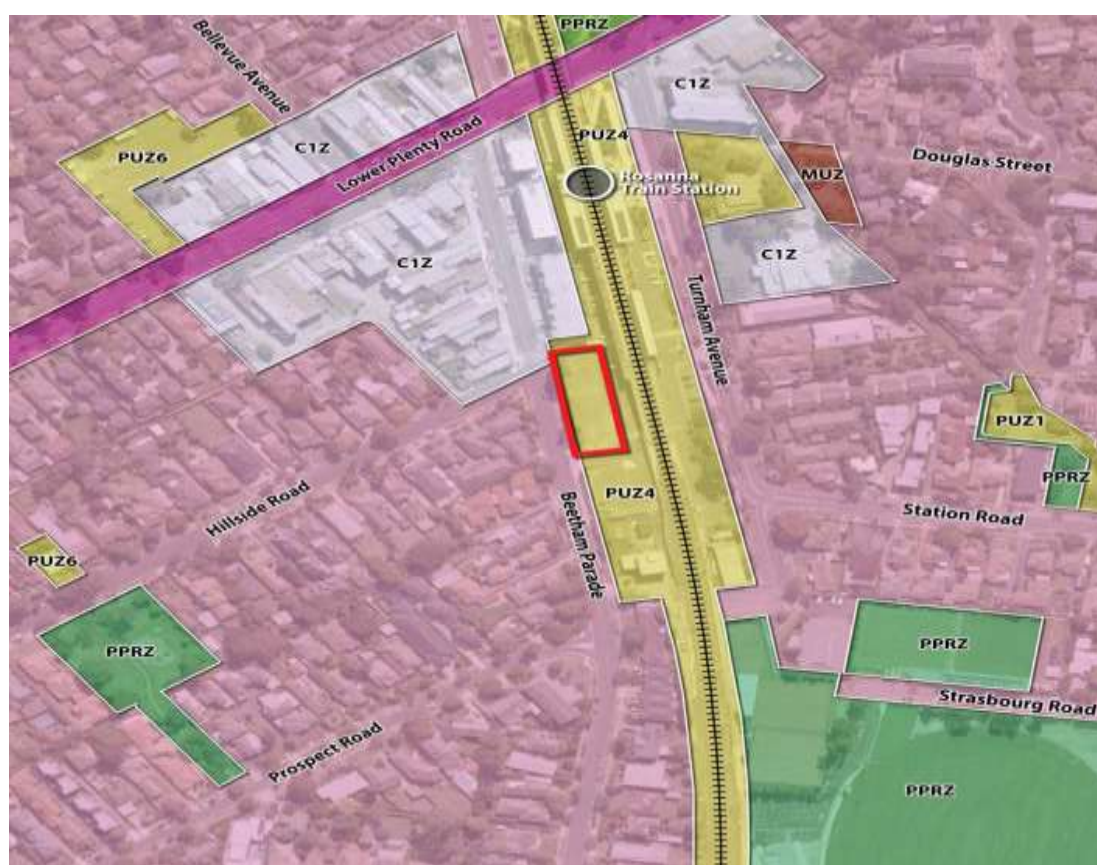 PPRZ
Bellevue Avenue
C1Z
PUZ4
Lower Plenty Road
C1Z
PUZ6
Douglas Street
MUZ
Rosanna
Train Station
C1Z
C1Z
Turnham Avenue
PUZ1
PPRZ
Hillside Road
PUZ4
Station Road
Beetham Parade
PUZ6
PPRZ
PPRZ
Strasbourg Road
Prospect Road
PPRZ